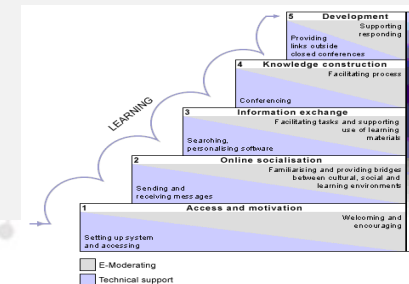 5 Development
Supporting
responding
Providing
links outside
closed conferences
4 Knowledge construction
Facilitating process
Conferencing
3 Information exchange
Facilitating tasks and supporting
use of learning
materials
Searching,
personalising software
2 Online socialisation
Familiarising and providing bridges
between cultural, social and
learning environments
Sending and
receiving messages
1 Access and motivation
Welcoming and
encouraging
Setting up system
and accessing
LEARNING
E-Moderating
Technical support